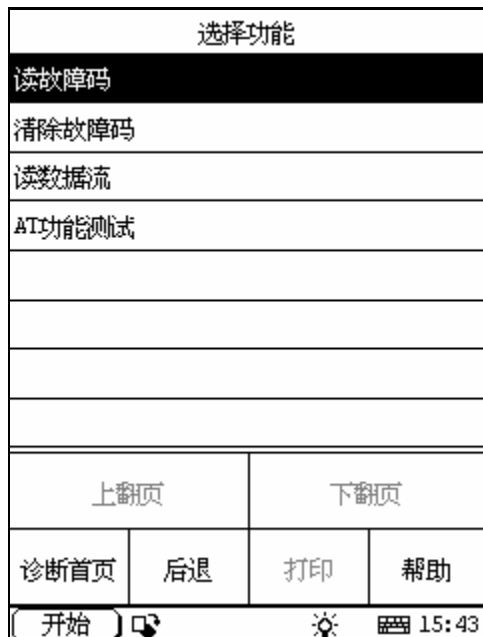 选择功能
读故障码
清除故障码
读数据流
AT功能测试
上翻页 下翻页
诊断首页 后退 打印 帮助
开始 15:43